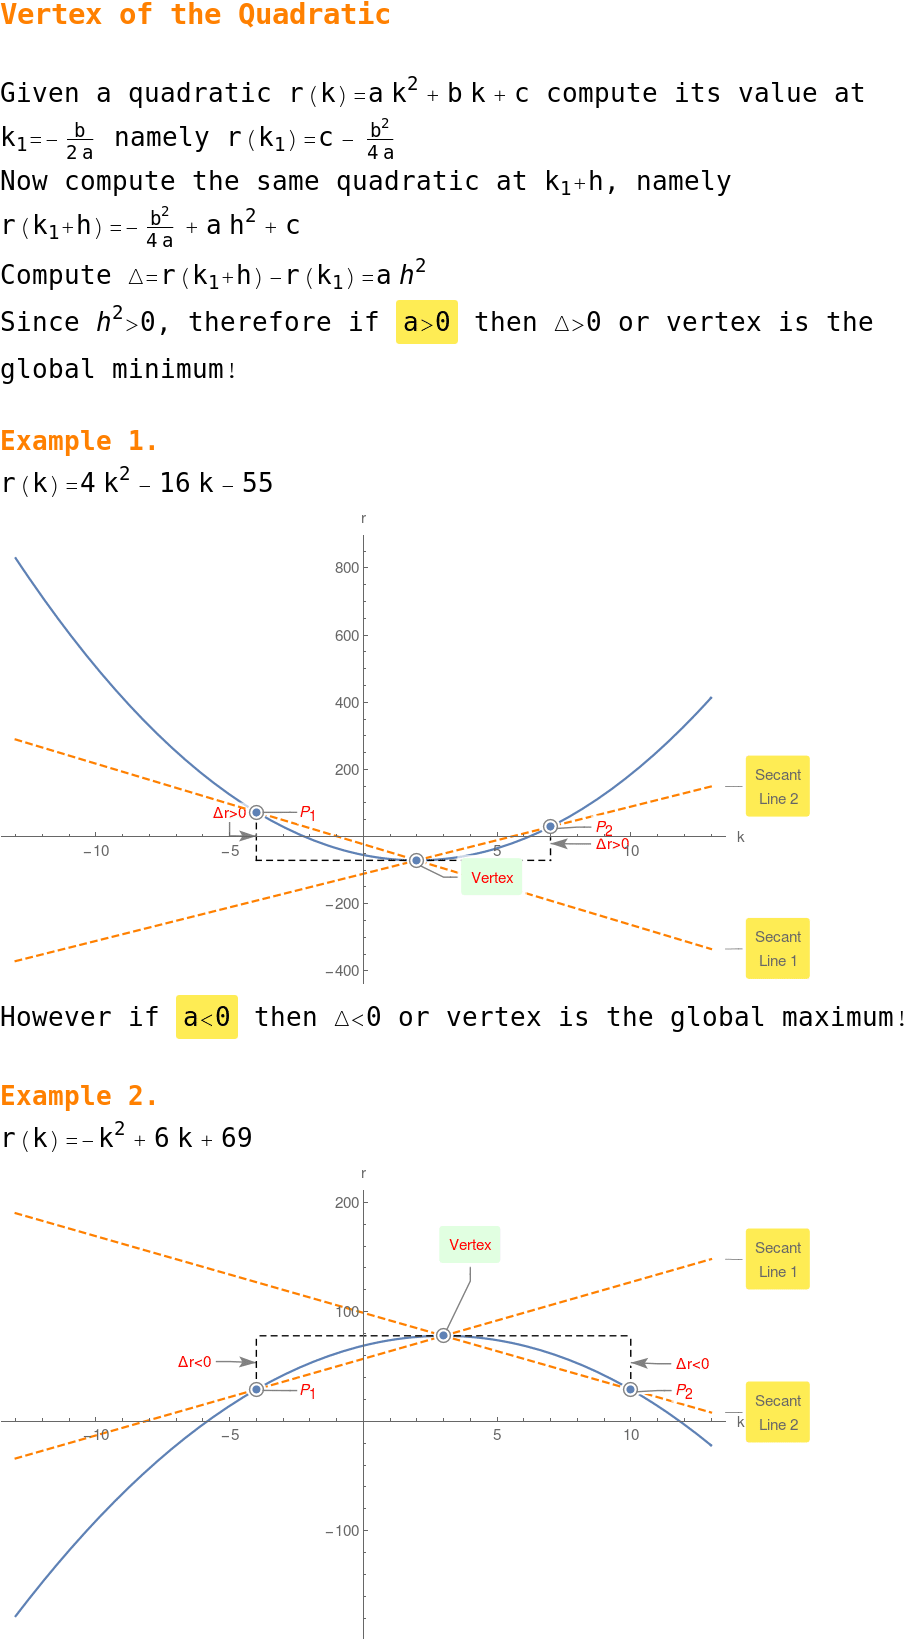 Vertex of the Quadratic
Given a quadratic r(k)=a k² + b k + c compute its value at
k₁=- b/(2 a) namely r(k₁)=c - b²/(4 a)
Now compute the same quadratic at k₁+h, namely
r(k₁+h)=- b²/(4 a) + a h² + c
Compute Δ=r(k₁+h)-r(k₁)=a h²
Since h²>0, therefore if a>0 then Δ>0 or vertex is the
global minimum!
Example 1.
r(k)=4 k² - 16 k - 55
r
800
600
400
200
-200
-400
-10
-5
5
10
k
Δr>0
P₁
P₂
Δr>0
Vertex
Secant
Line 2
Secant
Line 1
However if a<0 then Δ<0 or vertex is the global maximum!
Example 2.
r(k)=-k² + 6 k + 69
r
200
100
-100
-10
-5
5
10
k
Vertex
Δr<0
P₁
Δr<0
P₂
Secant
Line 1
Secant
Line 2